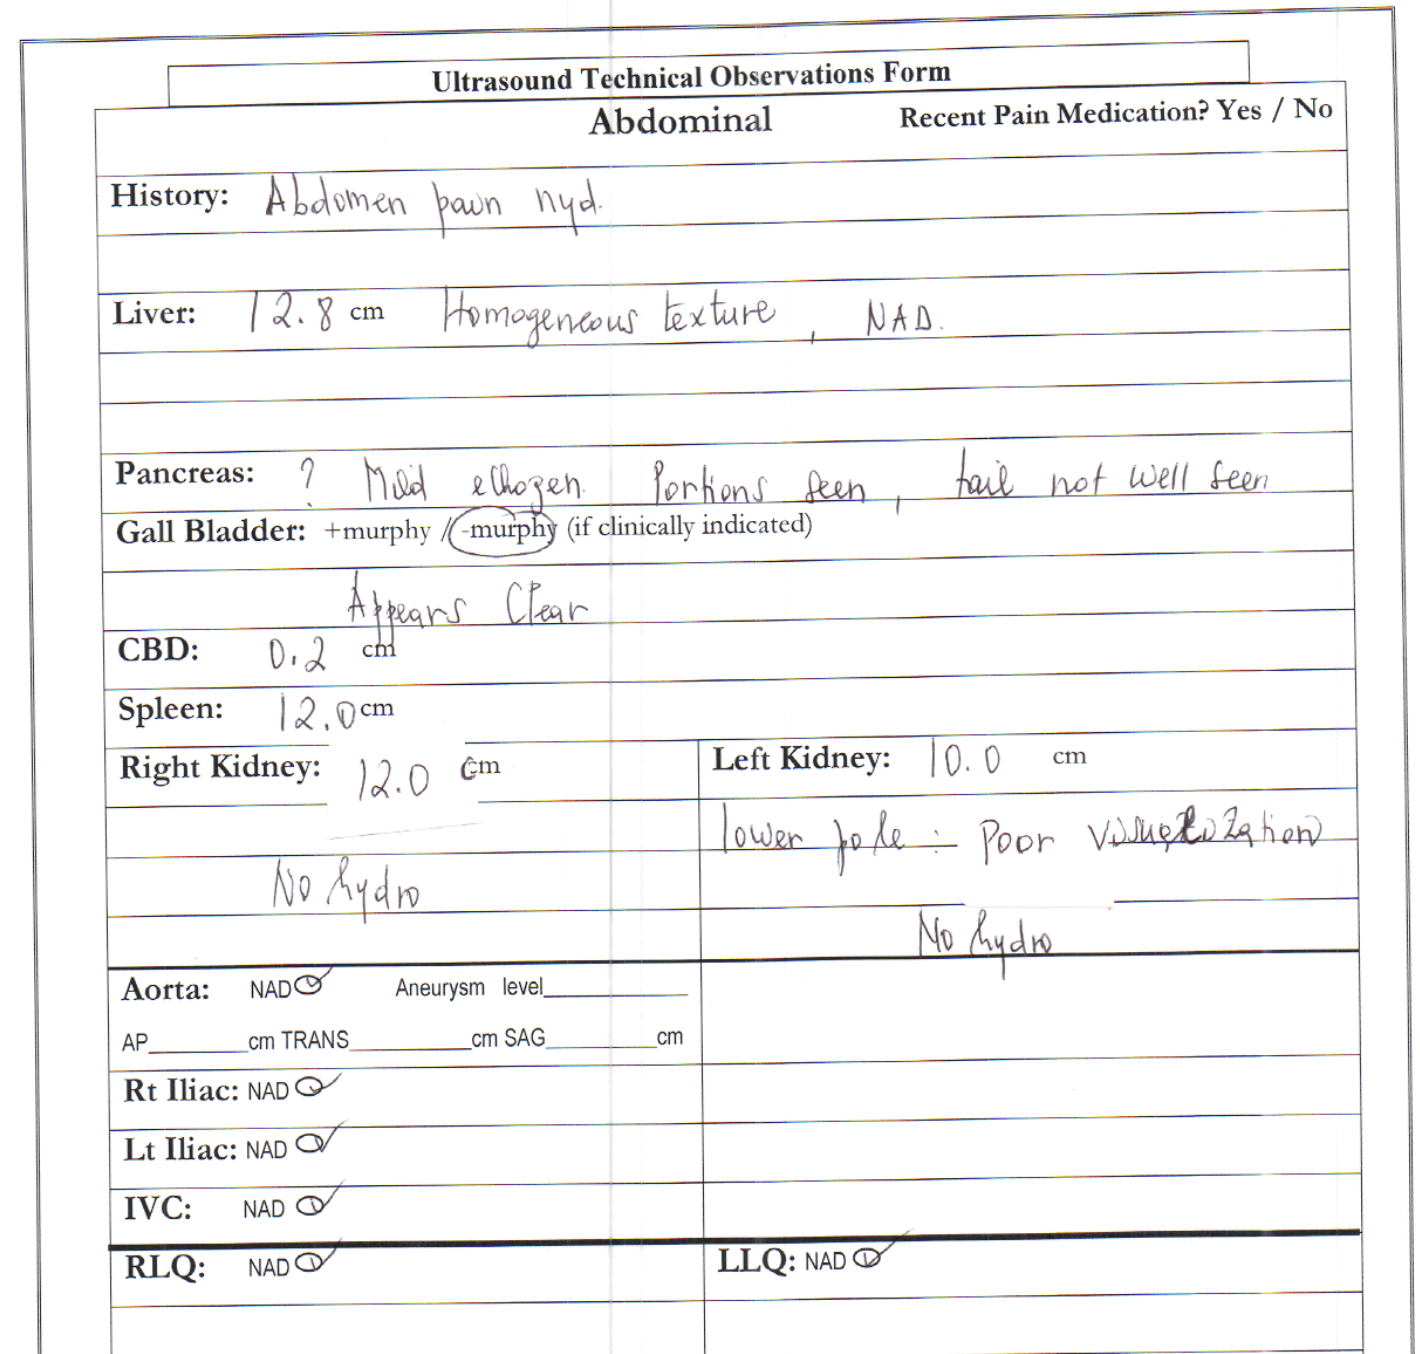 Ultrasound Technical Observations Form
Abdominal Recent Pain Medication? Yes / No
History: Abdomen pain nyd.
Liver: 12.8 cm Homogeneous texture, NAD.
Pancreas: ? Mild echogen. Portions seen, tail not well seen
Gall Bladder: +murphy / -murphy (if clinically indicated)
Appears Clear
CBD: 0.2 cm
Spleen: 12.0 cm
Right Kidney: 12.0 cm
No hydro
Left Kidney: 10.0 cm
lower pole : Poor visualization
No hydro
Aorta: NAD Aneurysm level
AP cm TRANS cm SAG cm
Rt Iliac: NAD
Lt Iliac: NAD
IVC: NAD
RLQ: NAD
LLQ: NAD